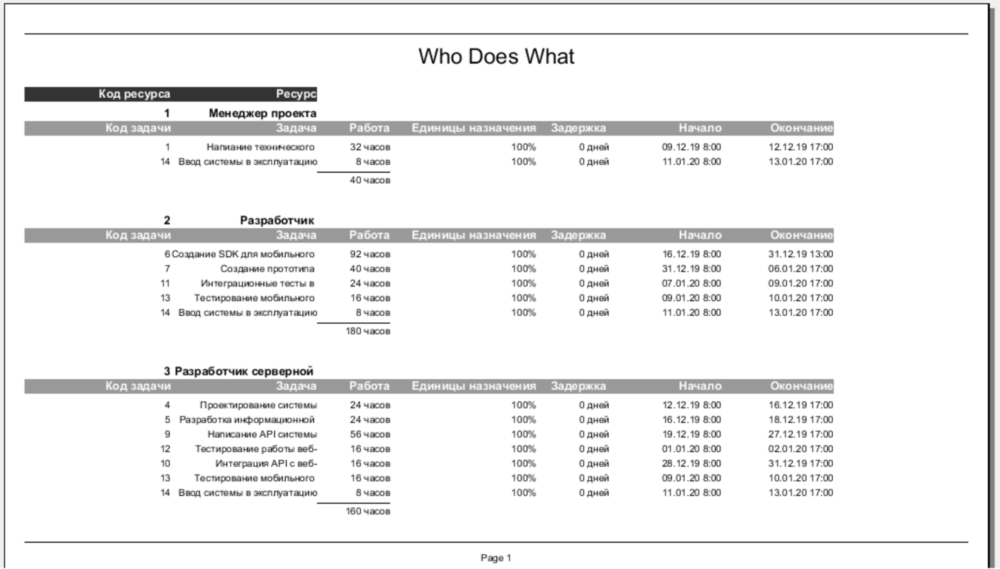 Who Does What
Код ресурса Ресурс
1 Менеджер проекта
Код задачи Задача Работа Единицы назначения Задержка Начало Окончание
1 Напиание технического 32 часов 100% 0 дней 09.12.19 8:00 12.12.19 17:00
14 Ввод системы в эксплуатацию 8 часов 100% 0 дней 11.01.20 8:00 13.01.20 17:00
40 часов
2 Разработчик
Код задачи Задача Работа Единицы назначения Задержка Начало Окончание
6 Создание SDK для мобильного 92 часов 100% 0 дней 16.12.19 8:00 31.12.19 13:00
7 Создание прототипа 40 часов 100% 0 дней 31.12.19 8:00 06.01.20 17:00
11 Интеграционные тесты в 24 часов 100% 0 дней 07.01.20 8:00 09.01.20 17:00
13 Тестирование мобильного 16 часов 100% 0 дней 09.01.20 8:00 10.01.20 17:00
14 Ввод системы в эксплуатацию 8 часов 100% 0 дней 11.01.20 8:00 13.01.20 17:00
180 часов
3 Разработчик серверной
Код задачи Задача Работа Единицы назначения Задержка Начало Окончание
4 Проектирование системы 24 часов 100% 0 дней 12.12.19 8:00 16.12.19 17:00
5 Разработка информационной 24 часов 100% 0 дней 16.12.19 8:00 18.12.19 17:00
9 Написание API системы 56 часов 100% 0 дней 19.12.19 8:00 27.12.19 17:00
12 Тестирование работы веб- 16 часов 100% 0 дней 01.01.20 8:00 02.01.20 17:00
10 Интеграция API с веб- 16 часов 100% 0 дней 28.12.19 8:00 31.12.19 17:00
13 Тестирование мобильного 16 часов 100% 0 дней 09.01.20 8:00 10.01.20 17:00
14 Ввод системы в эксплуатацию 8 часов 100% 0 дней 11.01.20 8:00 13.01.20 17:00
160 часов
Page 1